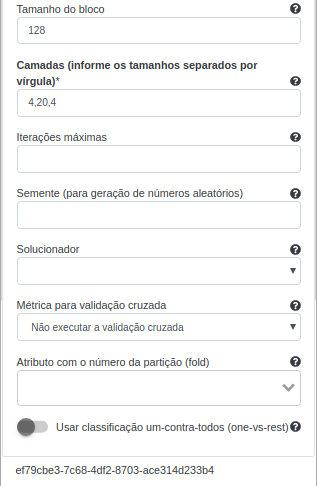 Tamanho do bloco
128
Camadas (informe os tamanhos separados por
vírgula)*
4,20,4
Iterações máximas
Semente (para geração de números aleatórios)
Solucionador
Métrica para validação cruzada
Não executar a validação cruzada
Atributo com o número da partição (fold)
Usar classificação um-contra-todos (one-vs-rest)
ef79cbe3-7c68-4df2-8703-ace314d233b4